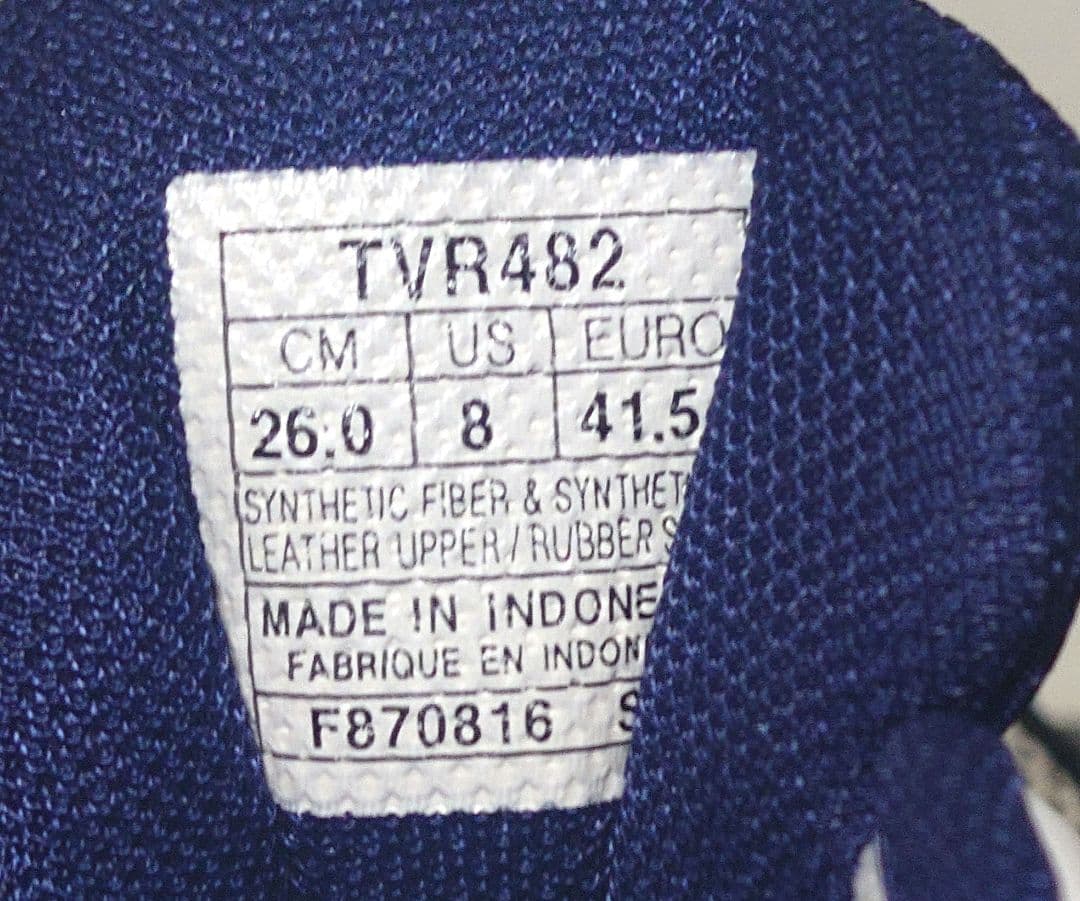 TVR482
CM US EURO
26.0 8 41.5
SYNTHETIC FIBER & SYNTHET
LEATHER UPPER / RUBBER S
MADE IN INDONE
FABRIQUE EN INDON
F870816 S